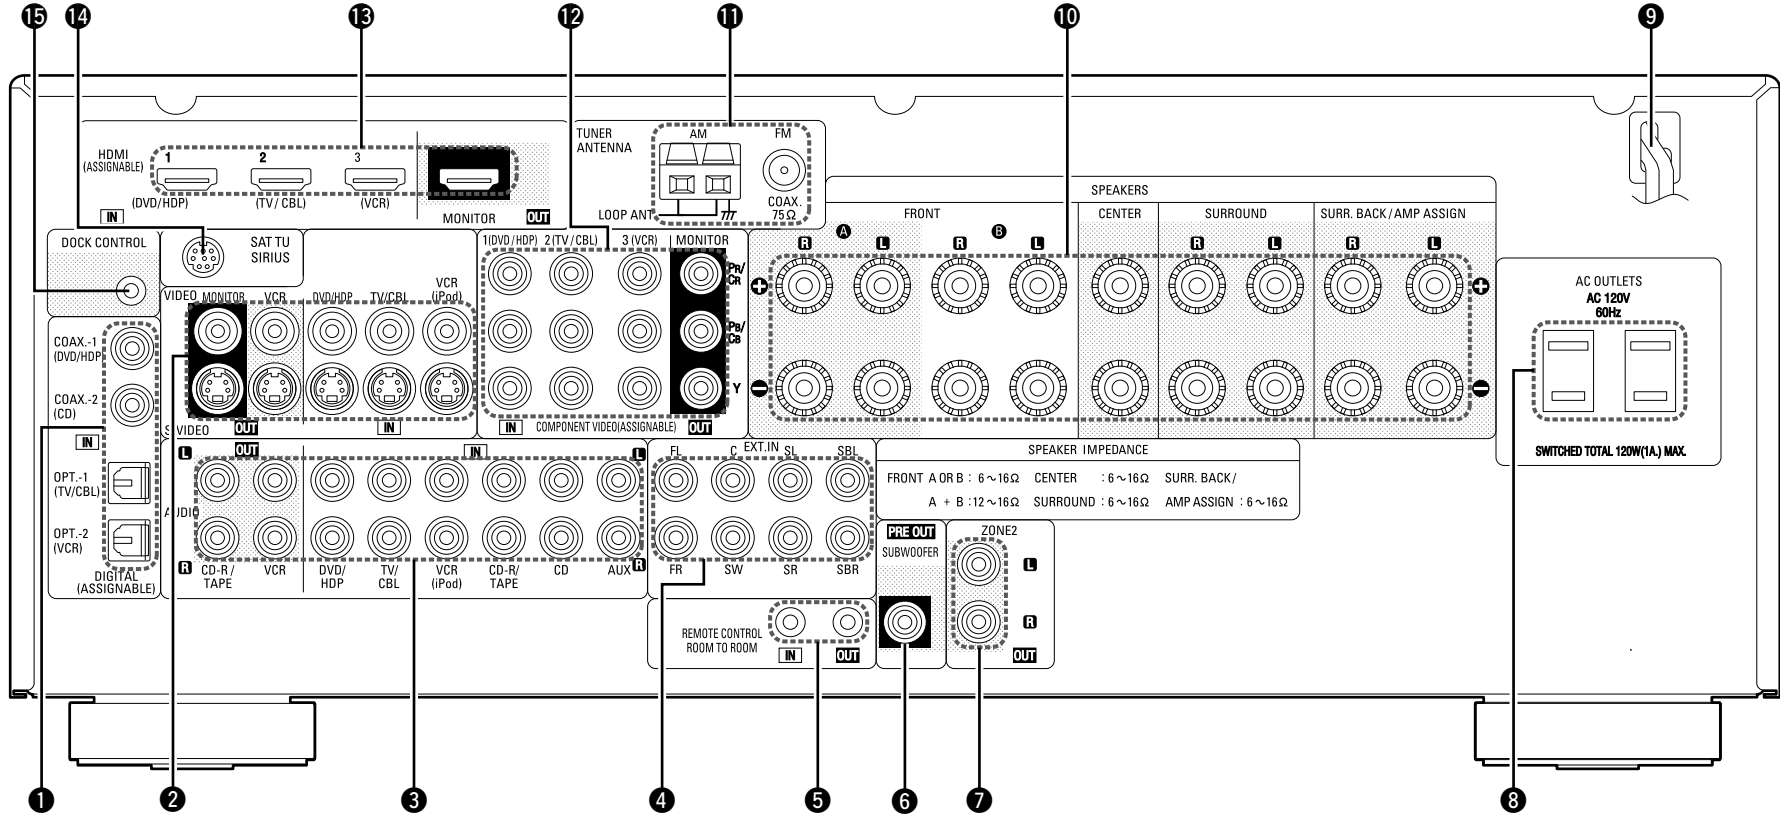 15 14 13 12 11 10 9
HDMI
(ASSIGNABLE)
1 2 3
(DVD/HDP) (TV/ CBL) (VCR)
IN
MONITOR OUT
TUNER
ANTENNA
AM FM
LOOP ANT.
COAX.
75Ω
DOCK CONTROL
SAT TU
SIRIUS
VIDEO MONITOR VCR DVD/HDP TV/CBL VCR
(iPod)
S-VIDEO OUT IN
1(DVD/HDP) 2(TV/CBL) 3 (VCR) MONITOR
PR/
CR
PB/
CB
Y
IN COMPONENT VIDEO(ASSIGNABLE) OUT
SPEAKERS
FRONT CENTER SURROUND SURR. BACK / AMP ASSIGN
A B
R L R L R L R L
+ +
− −
AC OUTLETS
AC 120V
60Hz
SWITCHED TOTAL 120W(1A.) MAX.
COAX.-1
(DVD/HDP)
COAX.-2
(CD)
IN
OPT.-1
(TV/CBL)
OPT.-2
(VCR)
DIGITAL
(ASSIGNABLE)
L OUT IN L
AUDIO
R R
CD-R /
TAPE
VCR
DVD/
HDP
TV/
CBL
VCR
(iPod)
CD-R/
TAPE
CD
AUX
EXT.IN
FL C SL SBL
FR SW SR SBR
REMOTE CONTROL
ROOM TO ROOM
IN OUT
SPEAKER IMPEDANCE
FRONT A OR B : 6～16Ω CENTER : 6～16Ω SURR. BACK /
A + B :12～16Ω SURROUND : 6～16Ω AMP ASSIGN : 6～16Ω
PRE OUT
SUBWOOFER
ZONE2
L
R
OUT
1 2 3 4 5 6 7 8